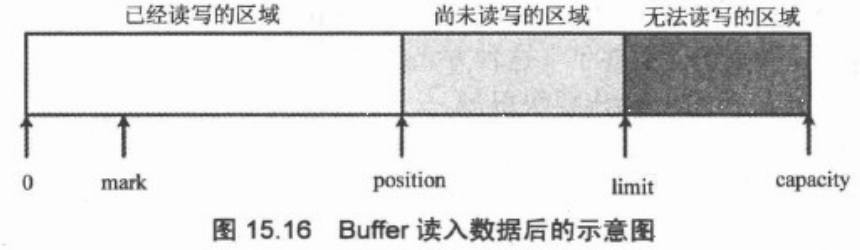 已经读写的区域 尚未读写的区域 无法读写的区域
0 mark position limit capacity
图 15.16 Buffer 读入数据后的示意图